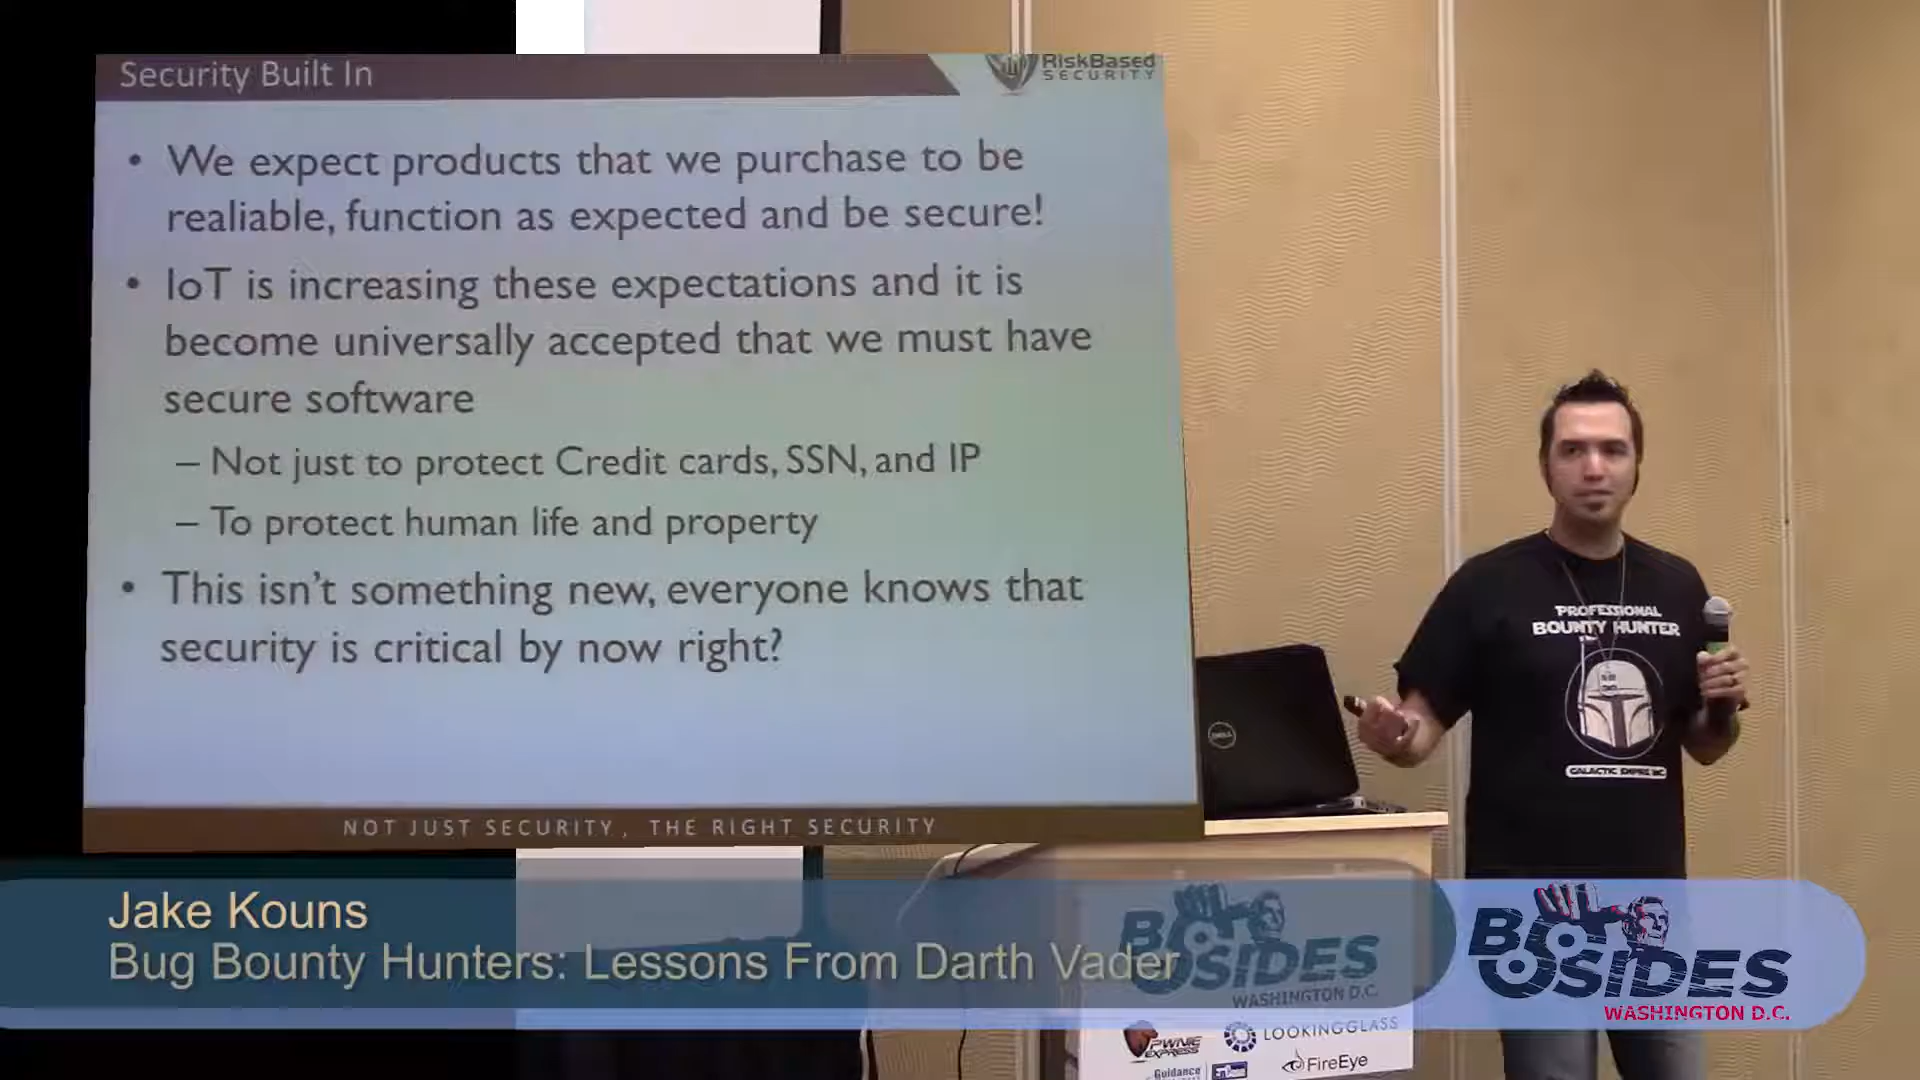 Security Built In
RiskBased
SECURITY
• We expect products that we purchase to be
realiable, function as expected and be secure!
• IoT is increasing these expectations and it is
become universally accepted that we must have
secure software
– Not just to protect Credit cards, SSN, and IP
– To protect human life and property
• This isn't something new, everyone knows that
security is critical by now right?
NOT JUST SECURITY, THE RIGHT SECURITY
DELL
PROFESSIONAL
BOUNTY HUNTER
GALACTIC EMPIRE INC
Jake Kouns
Bug Bounty Hunters: Lessons From Darth Vader
BSIDES
WASHINGTON D.C.
BSIDES
WASHINGTON D.C.
PWNIE
EXPRESS
LOOKINGGLASS
Guidance
FireEye